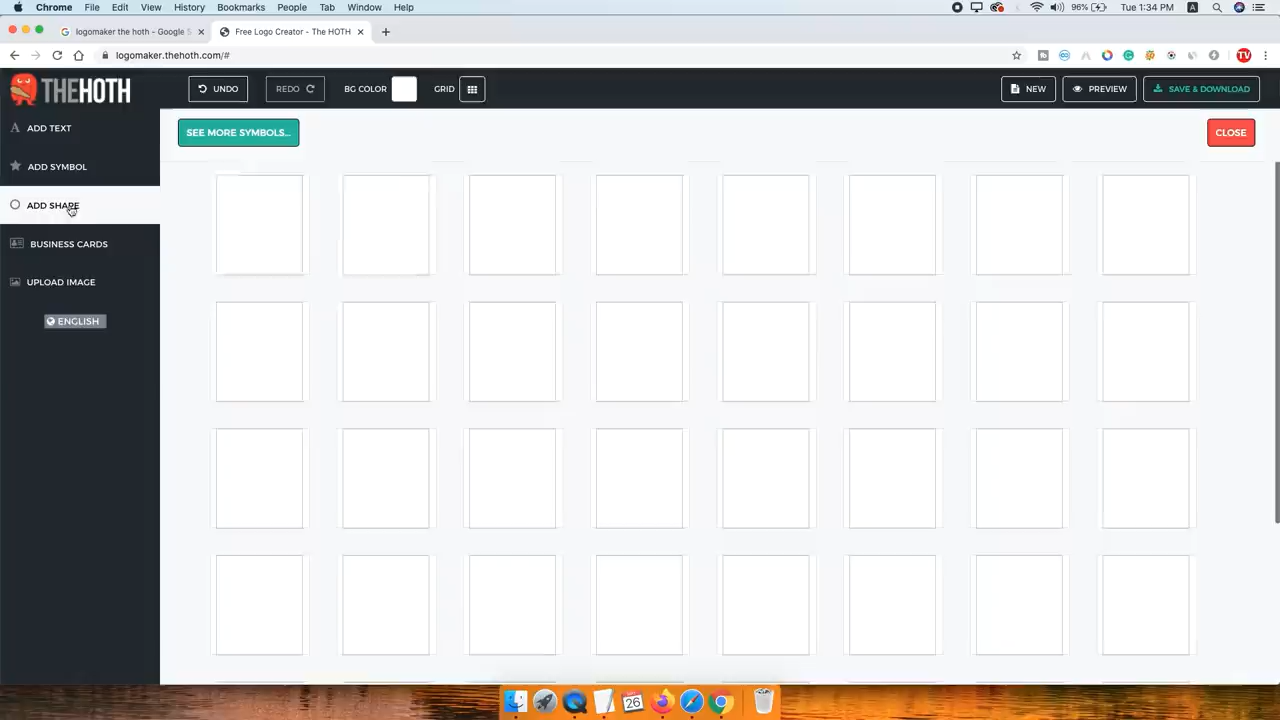 Chrome File Edit View History Bookmarks People Tab Window Help 96% Tue 1:34 PM A
logomaker the hoth - Google S Free Logo Creator - The HOTH
logomaker.thehoth.com/# TV
THEHOTH UNDO REDO BG COLOR GRID NEW PREVIEW SAVE & DOWNLOAD
ADD TEXT
SEE MORE SYMBOLS... CLOSE
ADD SYMBOL
ADD SHAPE
BUSINESS CARDS
UPLOAD IMAGE
ENGLISH
26